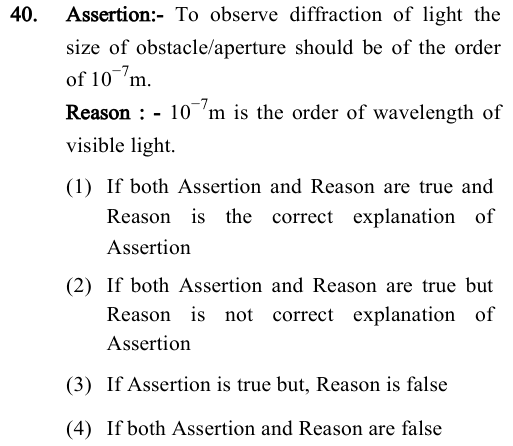 40. Assertion:- To observe diffraction of light the
size of obstacle/aperture should be of the order
of 10⁻⁷m.
Reason : - 10⁻⁷m is the order of wavelength of
visible light.
(1) If both Assertion and Reason are true and
Reason is the correct explanation of
Assertion
(2) If both Assertion and Reason are true but
Reason is not correct explanation of
Assertion
(3) If Assertion is true but, Reason is false
(4) If both Assertion and Reason are false